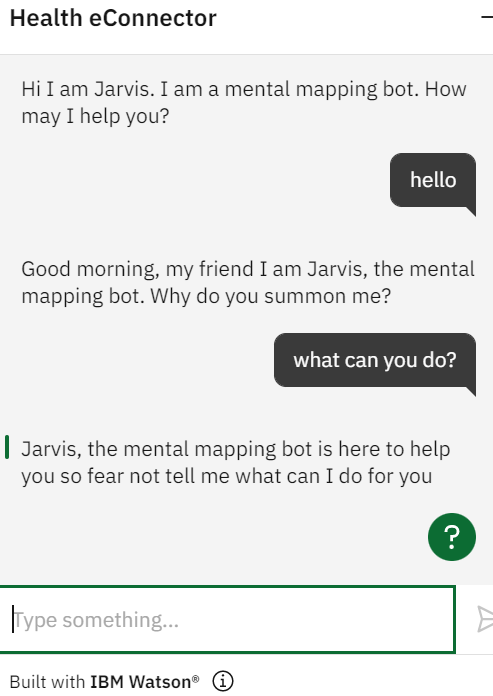 Health eConnector
Hi I am Jarvis. I am a mental mapping bot. How
may I help you?
hello
Good morning, my friend I am Jarvis, the mental
mapping bot. Why do you summon me?
what can you do?
Jarvis, the mental mapping bot is here to help
you so fear not tell me what can I do for you
?
Type something...
Built with IBM Watson® i